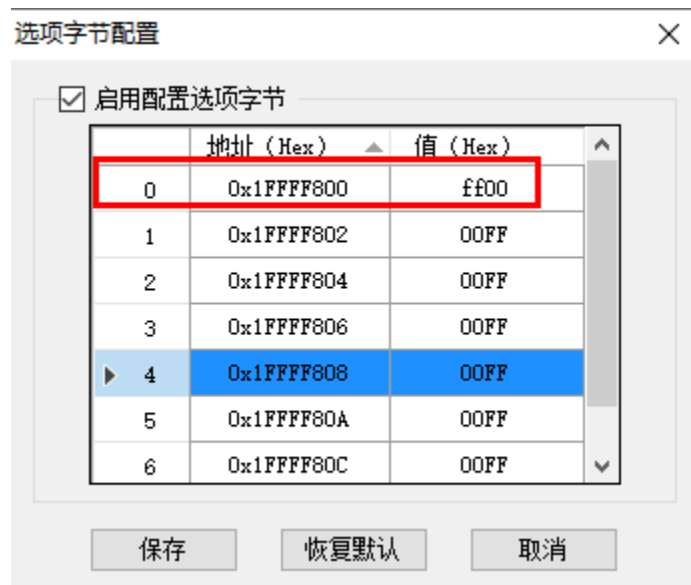 选项字节配置
启用配置选项字节
地址（Hex） 值（Hex）
0 0x1FFFF800 ff00
1 0x1FFFF802 00FF
2 0x1FFFF804 00FF
3 0x1FFFF806 00FF
4 0x1FFFF808 00FF
5 0x1FFFF80A 00FF
6 0x1FFFF80C 00FF
保存 恢复默认 取消